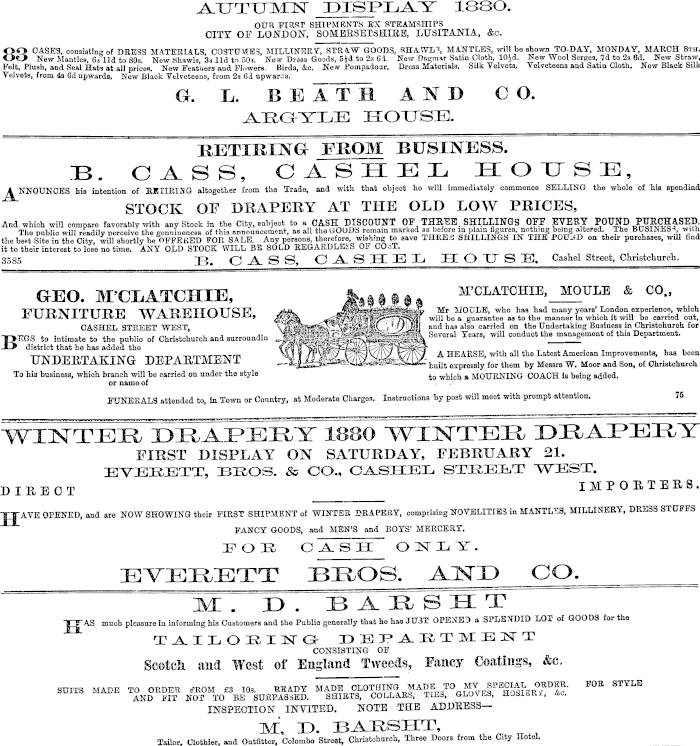 AUTUMN DISPLAY 1880.
OUR FIRST SHIPMENTS EX STEAMSHIPS
CITY OF LONDON, SOMERSETSHIRE, LUSITANIA, &c.
83 CASES, consisting of DRESS MATERIALS, COSTUMES, MILLINERY, STRAW GOODS, SHAWLS, MANTLES, will be shown TO-DAY, MONDAY, MARCH 8TH.
New Mantles, 6s 11d to 80s. New Shawls, 3s 11d to 50s. New Dress Goods, 5½d to 2s 6d. New Dagmar Satin Cloth, 10½d. New Wool Serges, 7d to 2s 6d. New Straw,
Felt, Plush, and Seal Hats at all prices. New Feathers and Flowers. Birds, &c. New Pompadour. Dress Materials. Silk Velvets. Velveteens and Satin Cloth. New Black Silk
Velvets, from 4s 6d upwards. New Black Velveteens, from 2s 6d upwards.
G. L. BEATH AND CO.
ARGYLE HOUSE.
RETIRING FROM BUSINESS.
B. CASS, CASHEL HOUSE,
ANNOUNCES his intention of RETIRING altogether from the Trade, and with that object he will immediately commence SELLING the whole of his spendind
STOCK OF DRAPERY AT THE OLD LOW PRICES,
And which will compare favorably with any Stock in the City, subject to a CASH DISCOUNT OF THREE SHILLINGS OFF EVERY POUND PURCHASED.
The public will readily perceive the genuineness of this announcement, as all the GOODS remain marked as before in plain figures, nothing being altered. The BUSINESS, with
the best Site in the City, will shortly be OFFERED FOR SALE. Any persons, therefore, wishing to save THREE SHILLINGS IN THE POUND on their purchases, will find
it to their interest to lose no time. ANY OLD STOCK WILL BE SOLD REGARDLESS OF COST.
3585 B. CASS, CASHEL HOUSE, Cashel Street, Christchurch.
GEO. M'CLATCHIE,
FURNITURE WAREHOUSE,
CASHEL STREET WEST,
BEGS to intimate to the public of Christchurch and surroundin
district that he has added the
UNDERTAKING DEPARTMENT
To his business, which branch will be carried on under the style
or name of
M'CLATCHIE, MOULE & CO.,
Mr MOULE, who has had many years' London experience, which
will be a guarantee as to the manner in which it will be carried out,
and has also carried on the Undertaking Business in Christchurch for
Several Years, will conduct the management of this Department.
A HEARSE, with all the Latest American Improvements, has been
built expressly for them by Messrs W. Moor and Son, of Christchurch
to which a MOURNING COACH is being added.
FUNERALS attended to, in Town or Country, at Moderate Charges. Instructions by post will meet with prompt attention. 75
WINTER DRAPERY 1880 WINTER DRAPERY
FIRST DISPLAY ON SATURDAY, FEBRUARY 21.
EVERETT, BROS. & CO., CASHEL STREET WEST.
DIRECT IMPORTERS.
HAVE OPENED, and are NOW SHOWING their FIRST SHIPMENT of WINTER DRAPERY, comprising NOVELITIES in MANTLES, MILLINERY, DRESS STUFFS
FANCY GOODS, and MEN'S and BOYS' MERCERY.
FOR CASH ONLY.
EVERETT BROS. AND CO.
M. D. BARSHT
HAS much pleasure in informing his Customers and the Public generally that he has JUST OPENED a SPLENDID LOT of GOODS for the
TAILORING DEPARTMENT
CONSISTING OF
Scotch and West of England Tweeds, Fancy Coatings, &c.
SUITS MADE TO ORDER FROM £3 10s. READY MADE CLOTHING MADE TO MY SPECIAL ORDER. FOR STYLE
AND FIT NOT TO BE SURPASSED. SHIRTS, COLLARS, TIES, GLOVES, HOSIERY, &c.
INSPECTION INVITED. NOTE THE ADDRESS—
M. D. BARSHT,
Tailor, Clothier, and Outfitter, Colombo Street, Christchurch, Three Doors from the City Hotel.